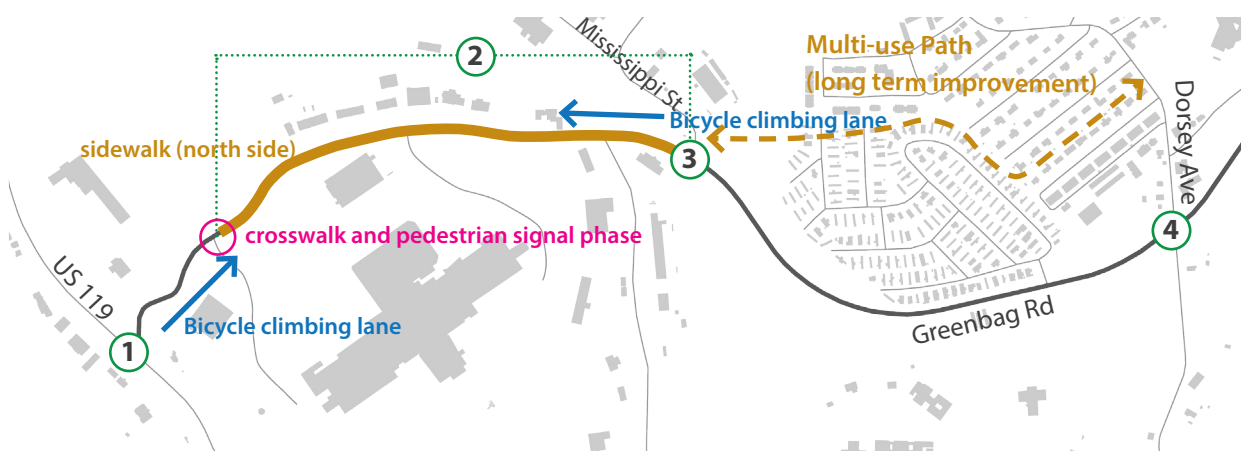 2
Mississippi St
Multi-use Path
(long term improvement)
Bicycle climbing lane
Dorsey Ave
sidewalk (north side)
3
crosswalk and pedestrian signal phase
4
US 119
Bicycle climbing lane
Greenbag Rd
1